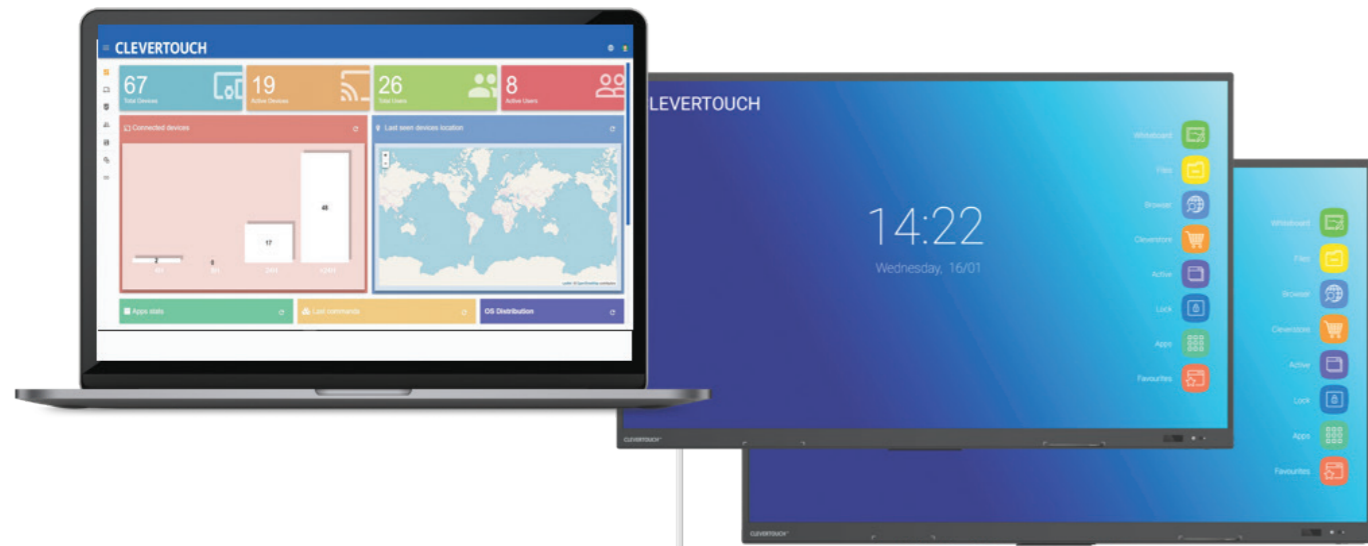 CLEVERTOUCH
67
Total Devices
19
Active Devices
26
Total Users
8
Active Users
Connected devices
Last seen devices location
2
0
17
48
Apps stats
Last commands
OS Distribution
CLEVERTOUCH
14:22
Wednesday, 16/01
Whiteboard
Files
Browser
Cleverstore
Active
Lock
Apps
Favourites
CLEVERTOUCH
Whiteboard
Files
Browser
Cleverstore
Active
Lock
Apps
Favourites
CLEVERTOUCH